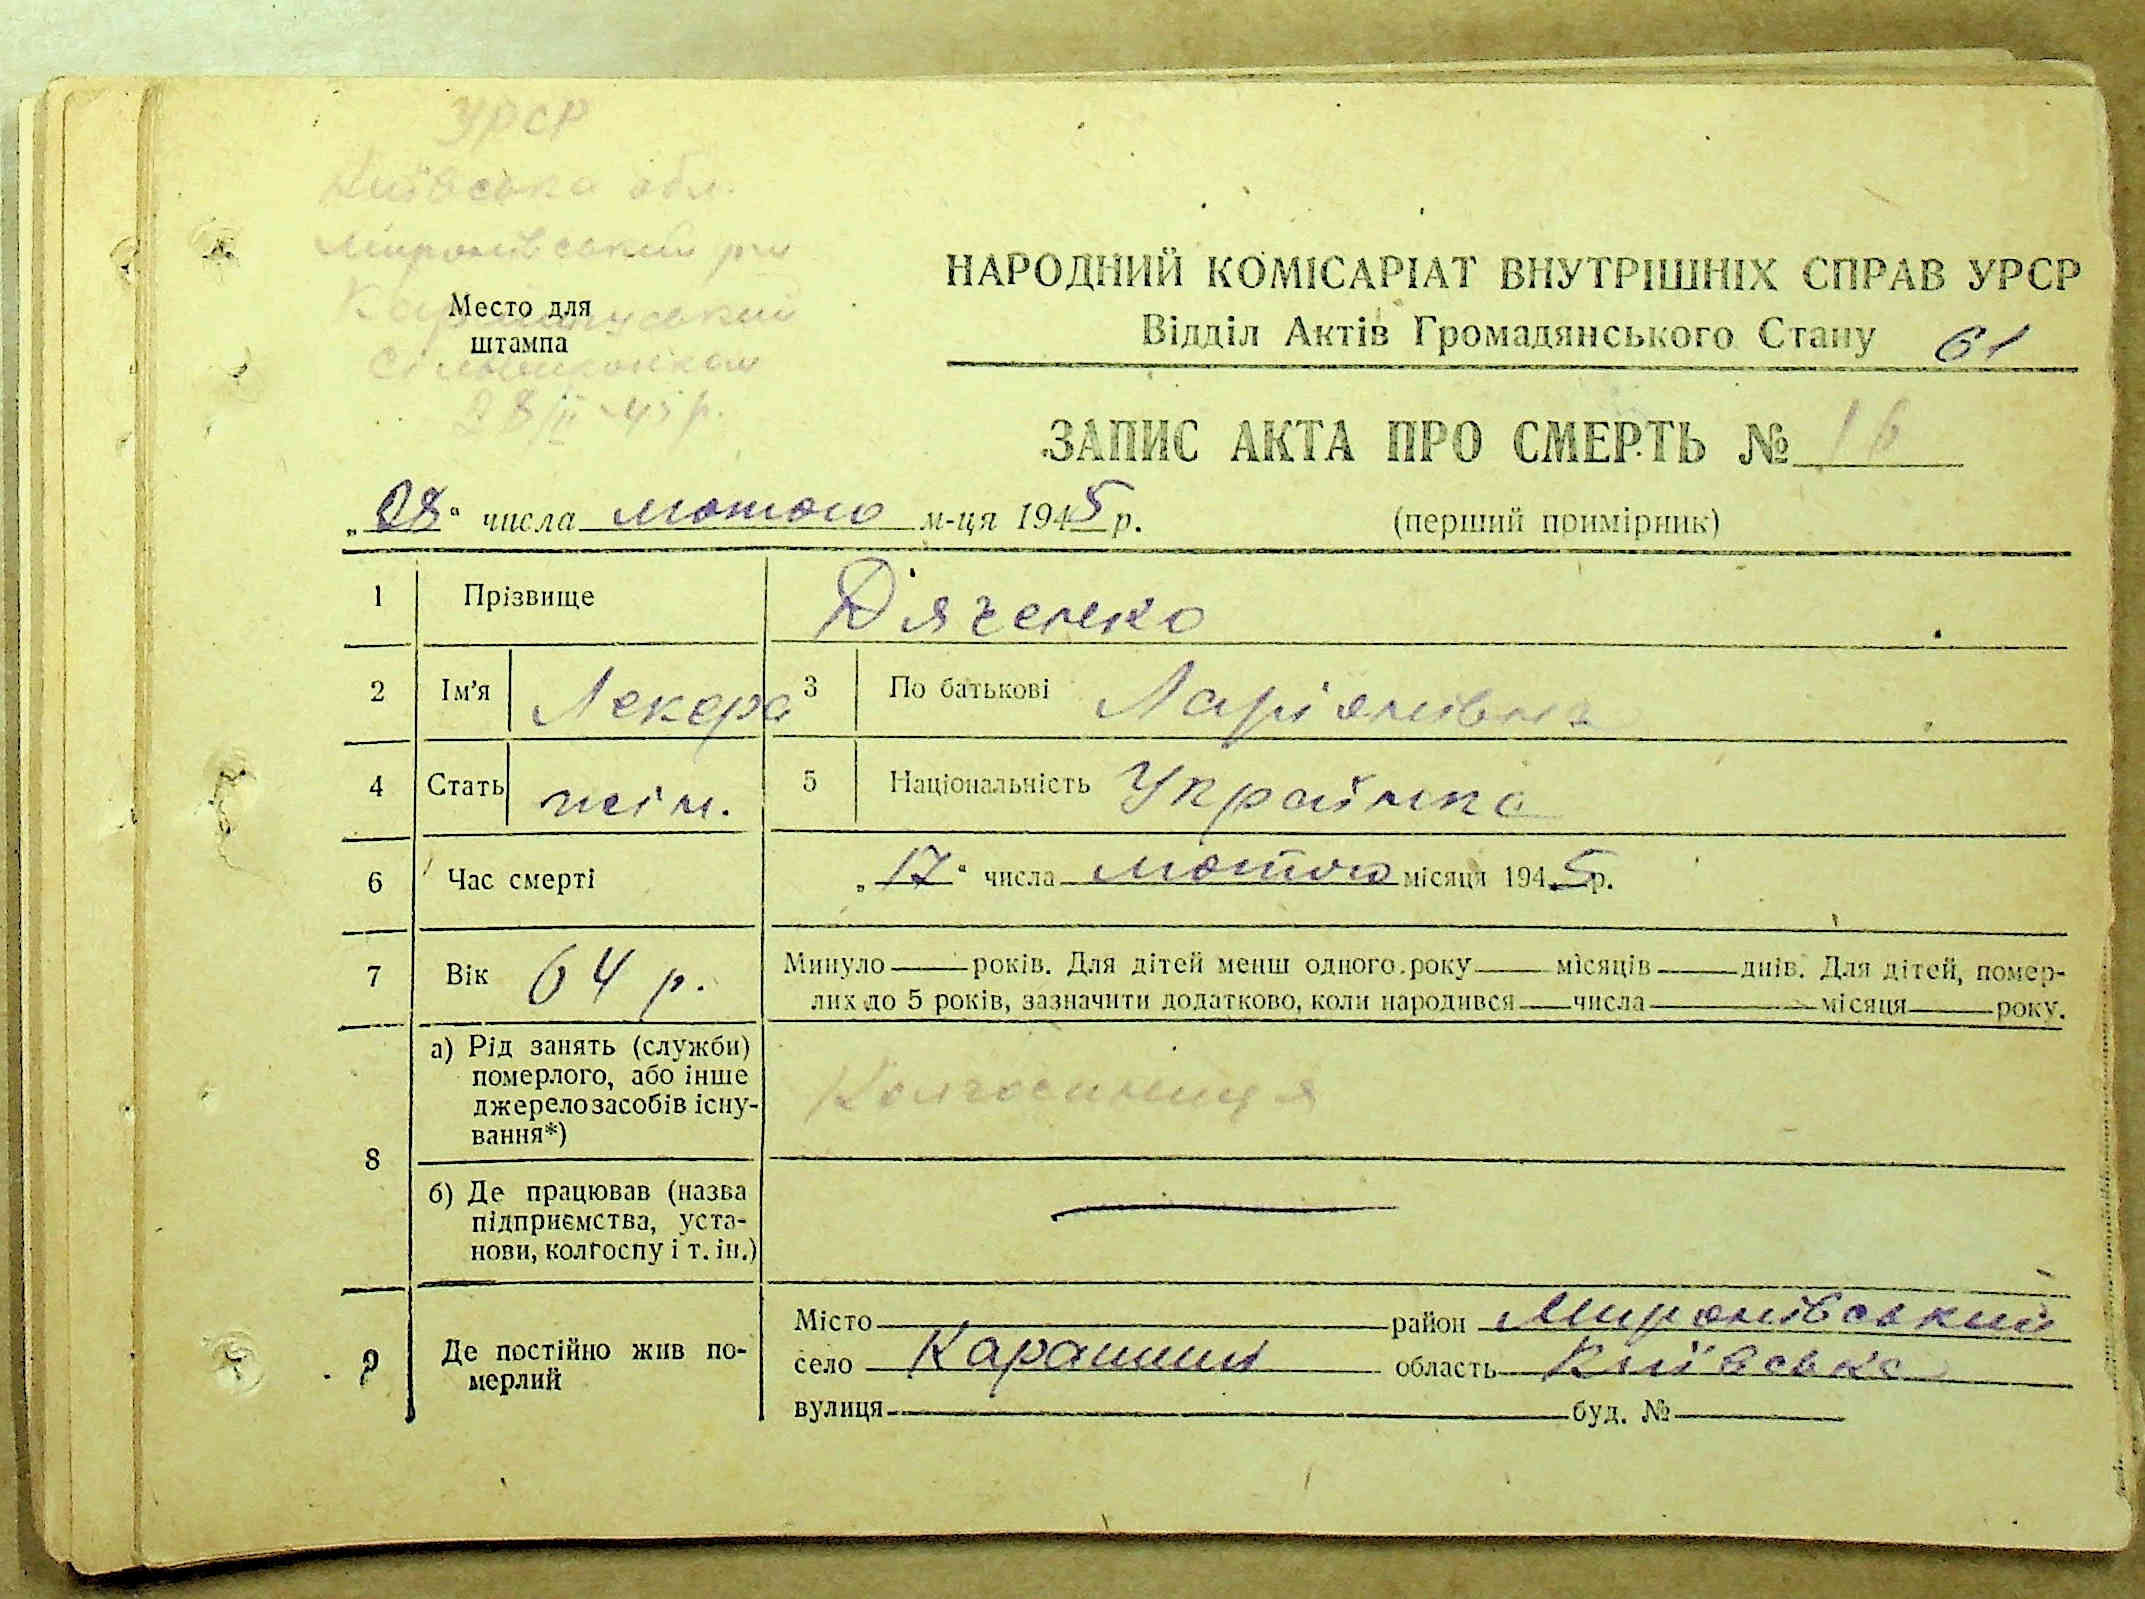 УРСР
Київська обл.
Миронівський р-н
Место для
штампа
28/II-45 р.
НАРОДНИЙ КОМІСАРІАТ ВНУТРІШНІХ СПРАВ УРСР
Відділ Актів Громадянського Стану 61
ЗАПИС АКТА ПРО СМЕРТЬ № 16
„28“ числа лютого м-ця 1945 р.
(перший примірник)
1 Прізвище Дяченко
2 Ім'я Лекера 3 По батькові Ларіонівна
4 Стать жін. 5 Національність Українка
6 Час смерті „17“ числа лютого місяця 1945 р.
7 Вік 64 р. Минуло років. Для дітей менш одного року місяців днів. Для дітей, помер-
лих до 5 років, зазначити додатково, коли народився числа місяця року.
8 а) Рід занять (служби)
померлого, або інше
джерело засобів існу-
вання*)
Колгоспниця
б) Де працював (назва
підприємства, уста-
нови, колгоспу і т. ін.)
9 Де постійно жив по-
мерлий
Місто район Миронівський
село Карапиши область Київська
вулиця буд. №